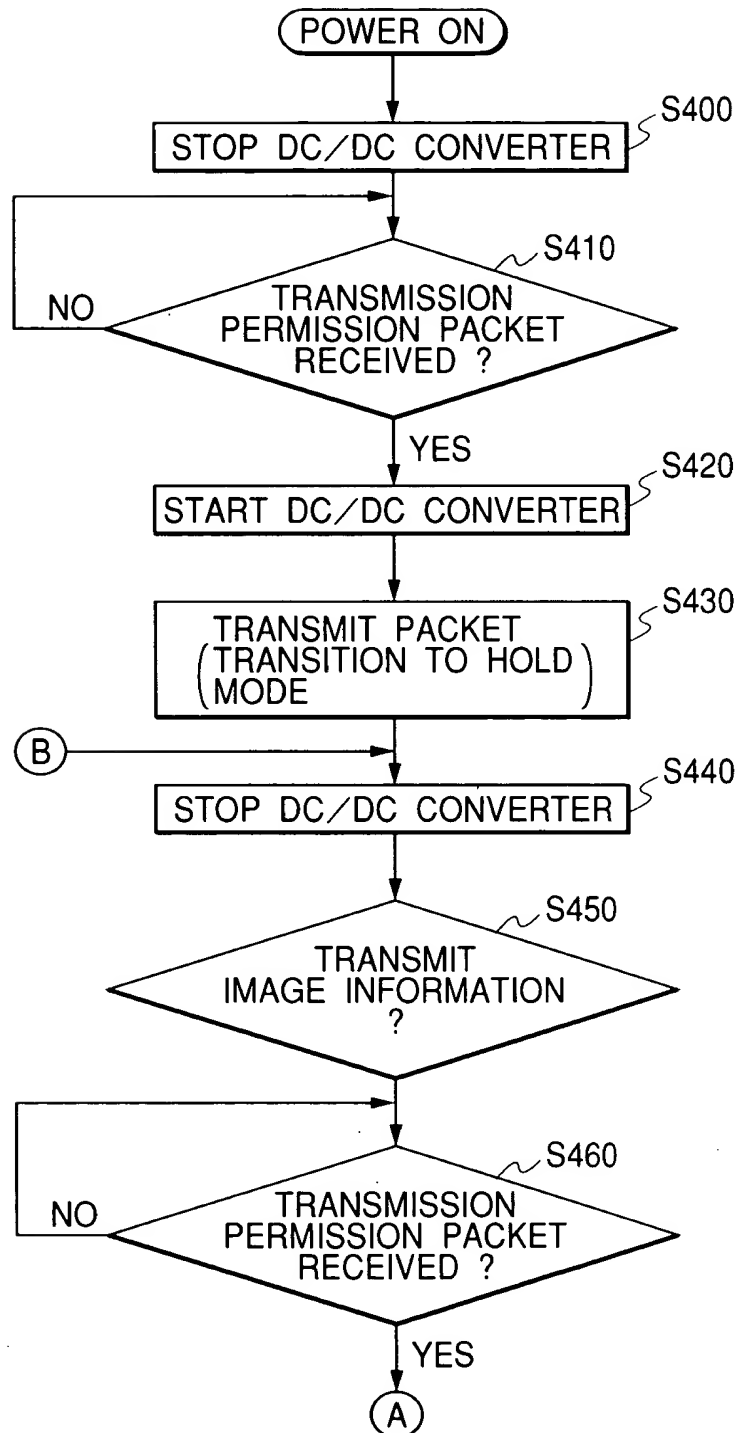 POWER ON
S400
STOP DC/DC CONVERTER
S410
TRANSMISSION
PERMISSION PACKET
RECEIVED ?
NO
YES
S420
START DC/DC CONVERTER
S430
TRANSMIT PACKET
(TRANSITION TO HOLD
MODE)
B
S440
STOP DC/DC CONVERTER
S450
TRANSMIT
IMAGE INFORMATION
?
S460
TRANSMISSION
PERMISSION PACKET
RECEIVED ?
NO
YES
A